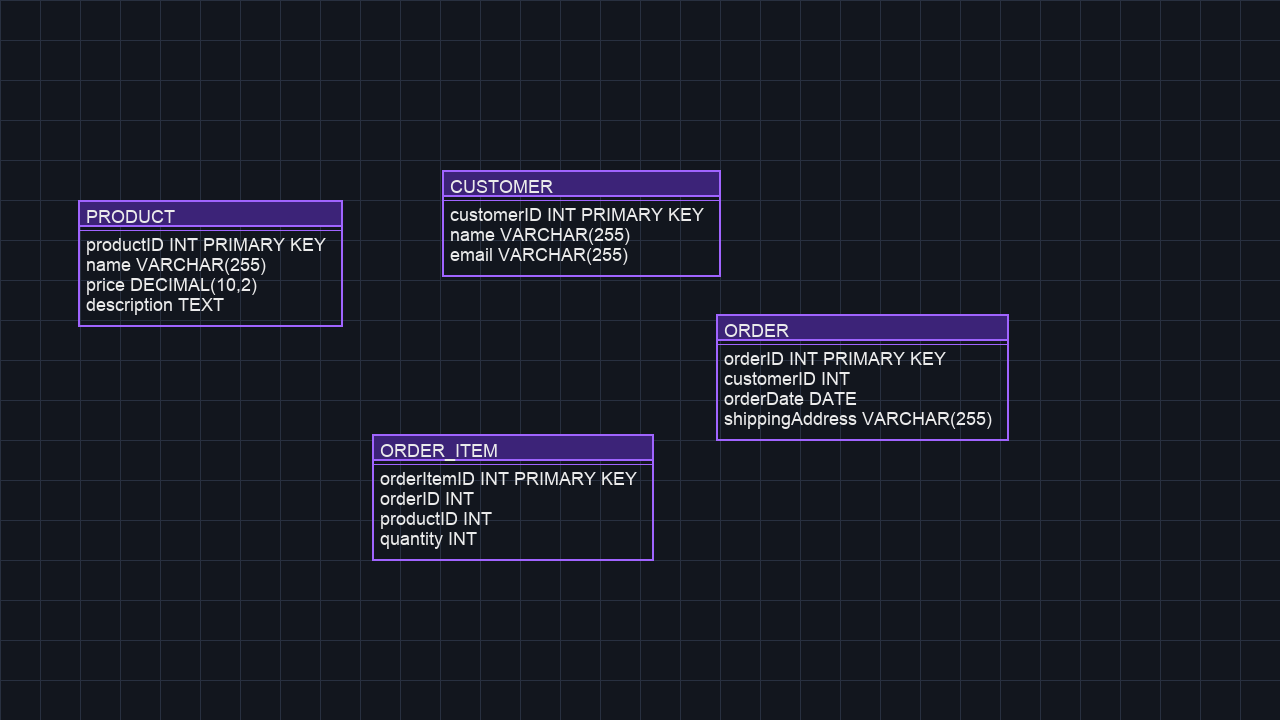 PRODUCT
productID INT PRIMARY KEY
name VARCHAR(255)
price DECIMAL(10,2)
description TEXT
CUSTOMER
customerID INT PRIMARY KEY
name VARCHAR(255)
email VARCHAR(255)
ORDER
orderID INT PRIMARY KEY
customerID INT
orderDate DATE
shippingAddress VARCHAR(255)
ORDER_ITEM
orderItemID INT PRIMARY KEY
orderID INT
productID INT
quantity INT